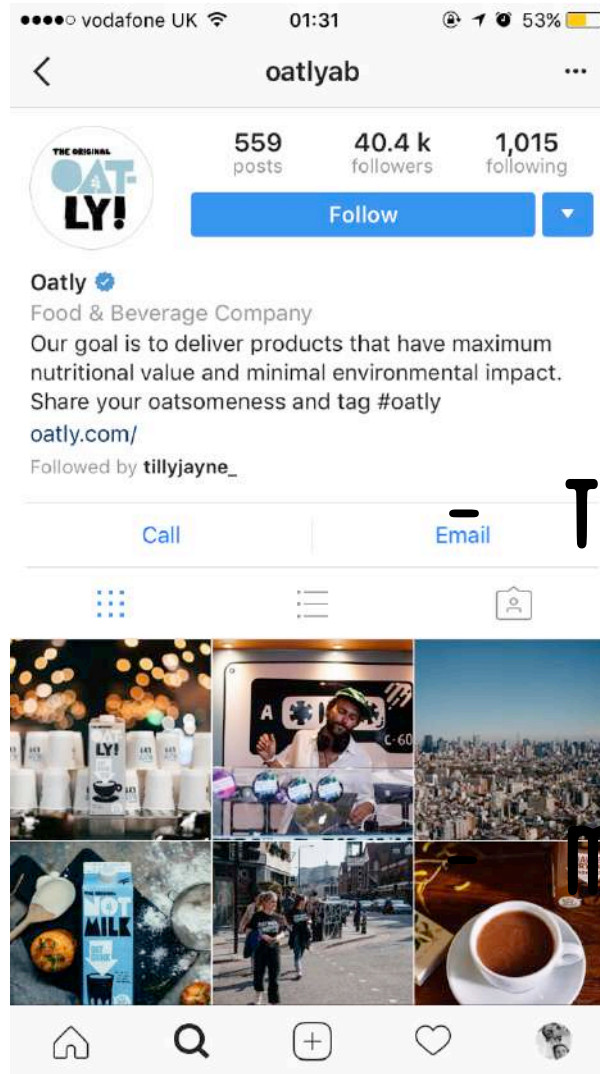 vodafone UK 01:31 53%
oatlyab
THE ORIGINAL
OAT-
LY!
559 40.4 k 1,015
posts followers following
Follow
Oatly
Food & Beverage Company
Our goal is to deliver products that have maximum
nutritional value and minimal environmental impact.
Share your oatsomeness and tag #oatly
oatly.com/
Followed by tillyjayne_
Call Email
T
LY!
A
C-60
NOT
MILK
m